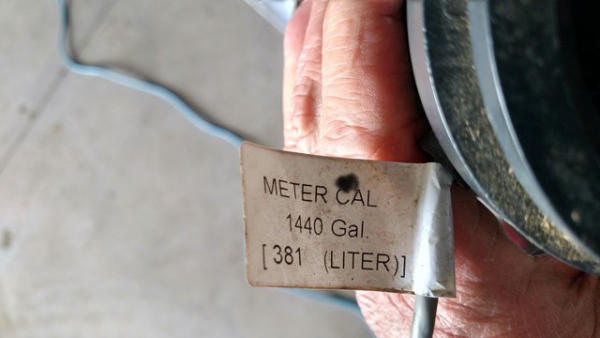 METER CAL
1440 Gal.
[ 381 (LITER)]